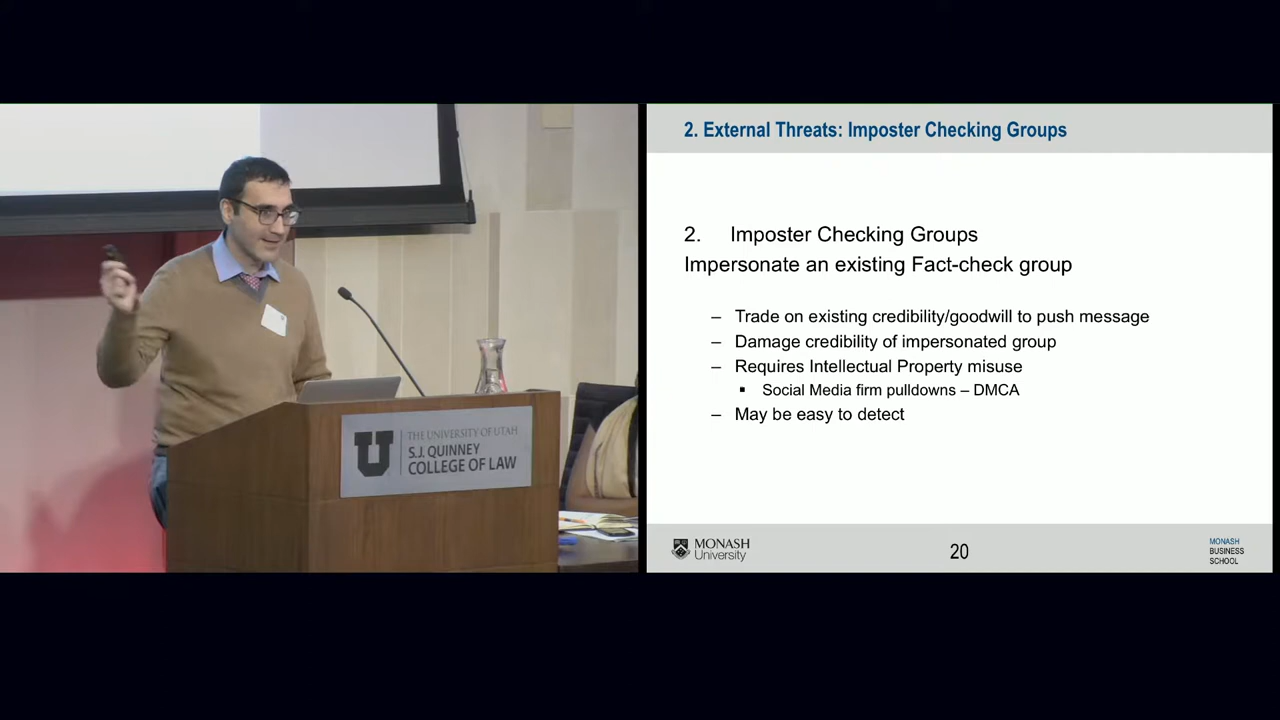 THE UNIVERSITY OF UTAH
S.J. QUINNEY
COLLEGE OF LAW
2. External Threats: Imposter Checking Groups
2. Imposter Checking Groups
Impersonate an existing Fact-check group
– Trade on existing credibility/goodwill to push message
– Damage credibility of impersonated group
– Requires Intellectual Property misuse
▪ Social Media firm pulldowns – DMCA
– May be easy to detect
MONASH
University
20
MONASH
BUSINESS
SCHOOL